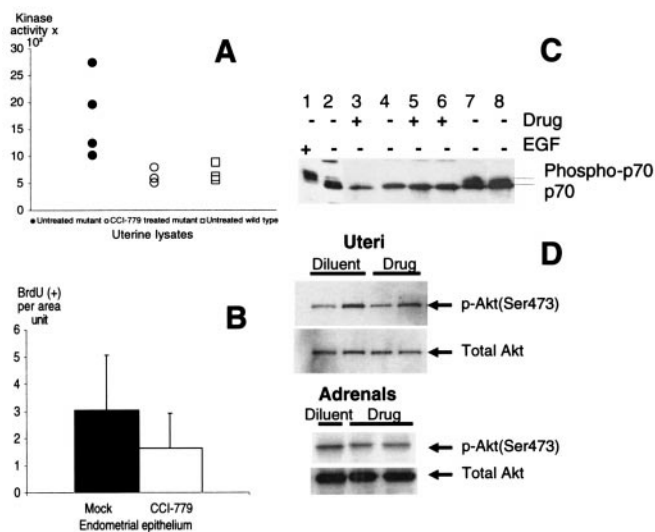 Kinase
activity x
10³
A
30
25
20
15
10
5
0
●Untreated mutant ○CCI-779 treated mutant □Untreated wild type
Uterine lysates
BrdU (+)
per area
unit
B
6
5
4
3
2
1
0
Mock CCI-779
Endometrial epithelium
C
1 2 3 4 5 6 7 8
- + - + + - - Drug
+ - - - - - - - EGF
Phospho-p70
p70
D
Uteri
Diluent Drug
p-Akt(Ser473)
Total Akt
Adrenals
Diluent Drug
p-Akt(Ser473)
Total Akt